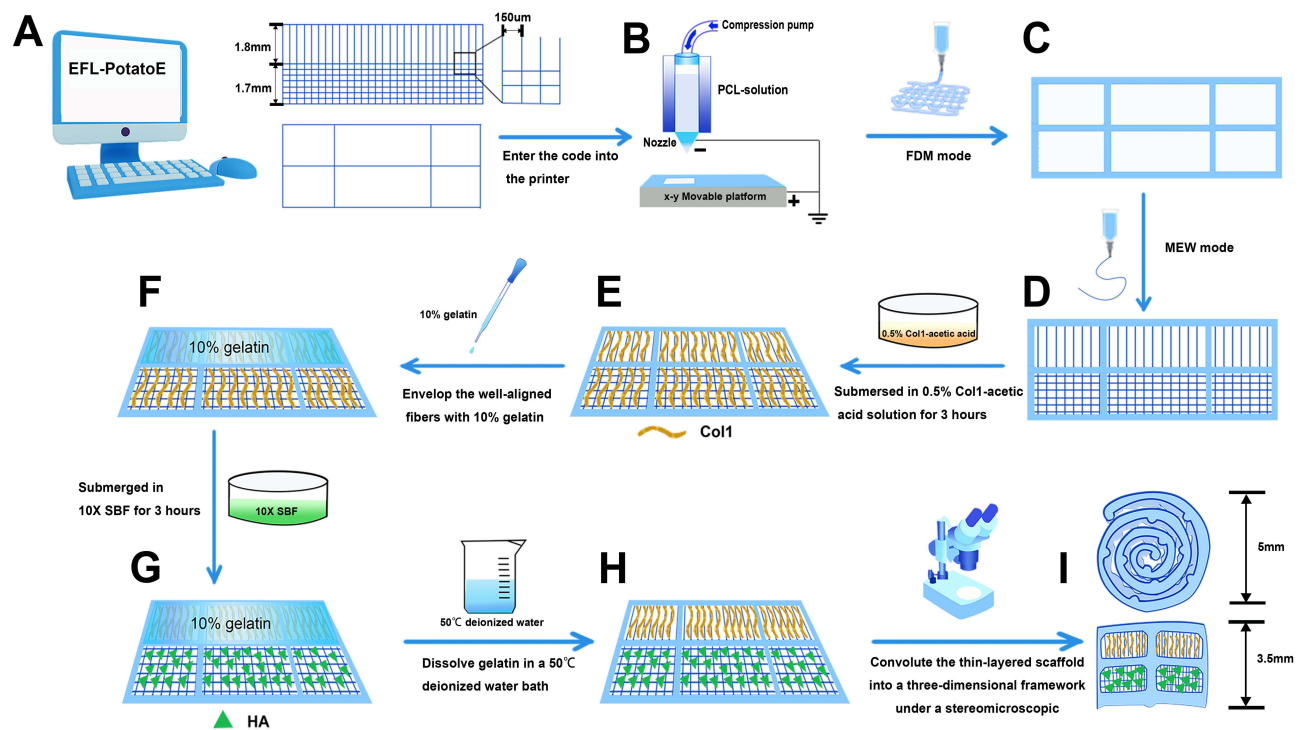 A
EFL-PotatoE
1.8mm
1.7mm
150um
Enter the code into
the printer
B
Compression pump
PCL-solution
Nozzle
−
x-y Movable platform
+
FDM mode
C
MEW mode
D
0.5% Col1-acetic acid
Submersed in 0.5% Col1-acetic
acid solution for 3 hours
E
Col1
10% gelatin
Envelop the well-aligned
fibers with 10% gelatin
F
10% gelatin
Submerged in
10X SBF for 3 hours
10X SBF
G
10% gelatin
HA
50℃ deionized water
Dissolve gelatin in a 50℃
deionized water bath
H
Convolute the thin-layered scaffold
into a three-dimensional framework
under a stereomicroscopic
I
5mm
3.5mm